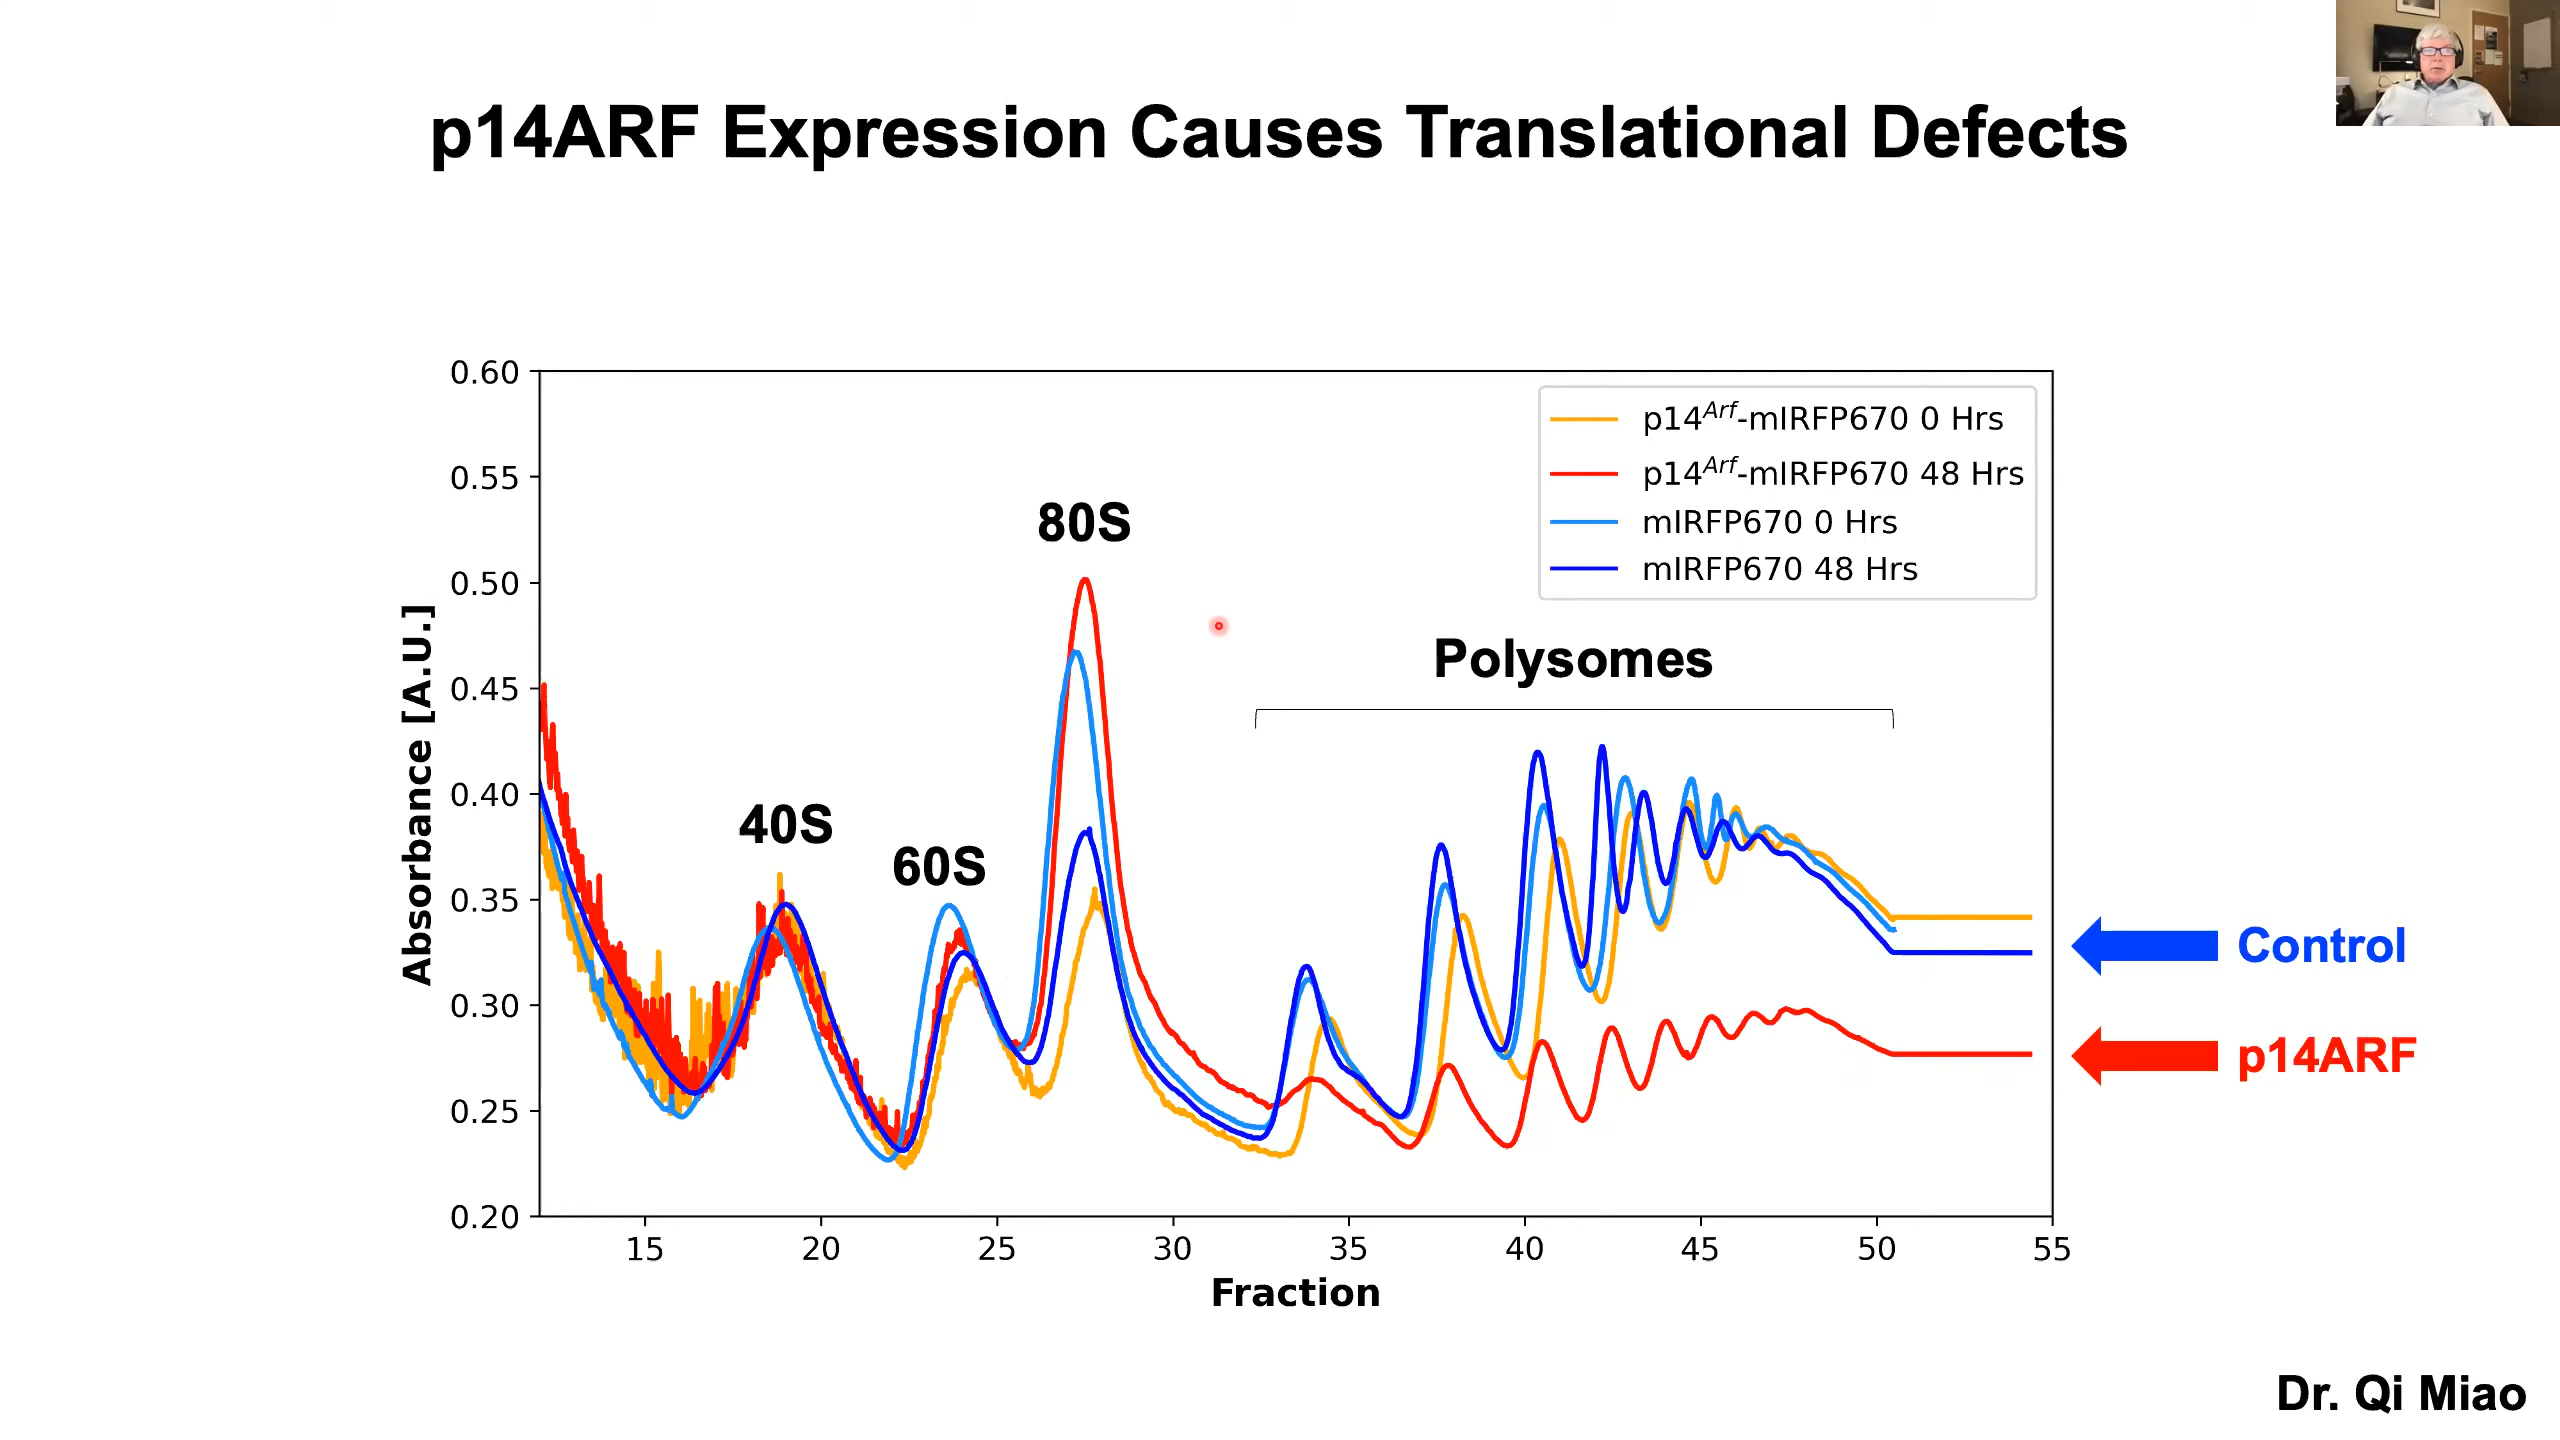 p14ARF Expression Causes Translational Defects
0.60
0.55
0.50
0.45
0.40
0.35
0.30
0.25
0.20
Absorbance [A.U.]
p14Arf-mIRFP670 0 Hrs
p14Arf-mIRFP670 48 Hrs
mIRFP670 0 Hrs
mIRFP670 48 Hrs
80S
Polysomes
40S
60S
Control
p14ARF
15 20 25 30 35 40 45 50 55
Fraction
Dr. Qi Miao